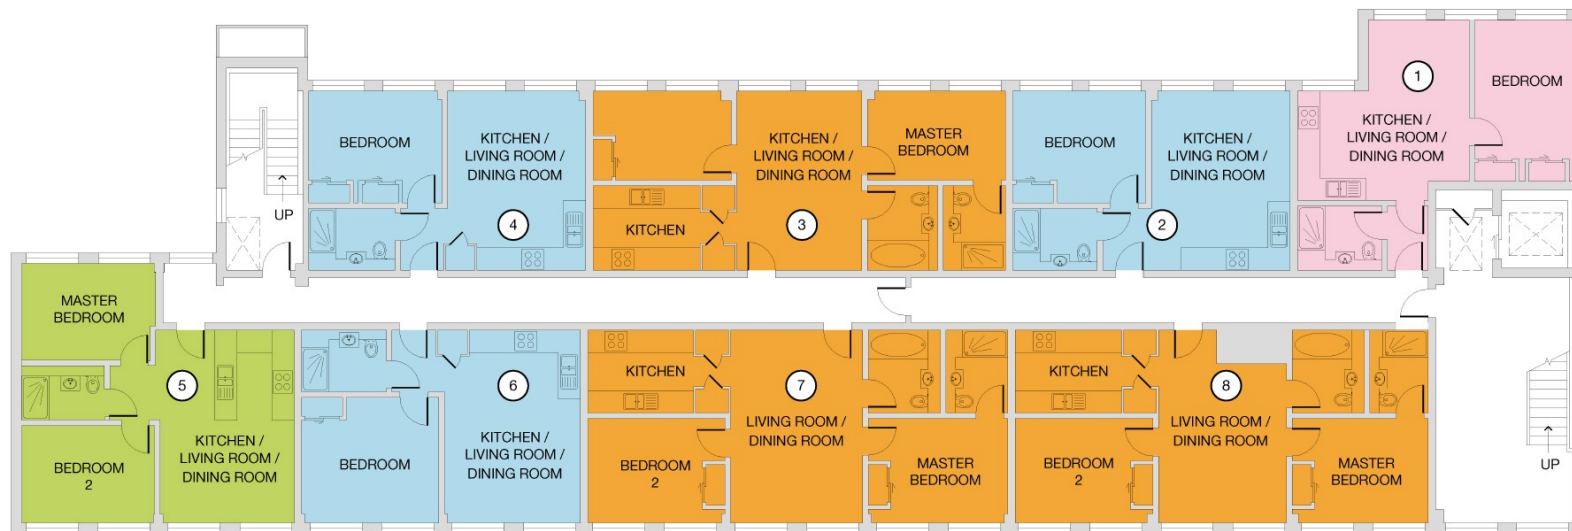 1
BEDROOM
KITCHEN /
LIVING ROOM /
DINING ROOM
BEDROOM
KITCHEN /
LIVING ROOM /
DINING ROOM
2
KITCHEN /
LIVING ROOM /
DINING ROOM
MASTER
BEDROOM
KITCHEN
3
BEDROOM
KITCHEN /
LIVING ROOM /
DINING ROOM
4
UP
MASTER
BEDROOM
5
BEDROOM
2
KITCHEN /
LIVING ROOM /
DINING ROOM
6
BEDROOM
KITCHEN /
LIVING ROOM /
DINING ROOM
KITCHEN
7
LIVING ROOM /
DINING ROOM
BEDROOM
2
MASTER
BEDROOM
KITCHEN
8
LIVING ROOM /
DINING ROOM
BEDROOM
2
MASTER
BEDROOM
UP